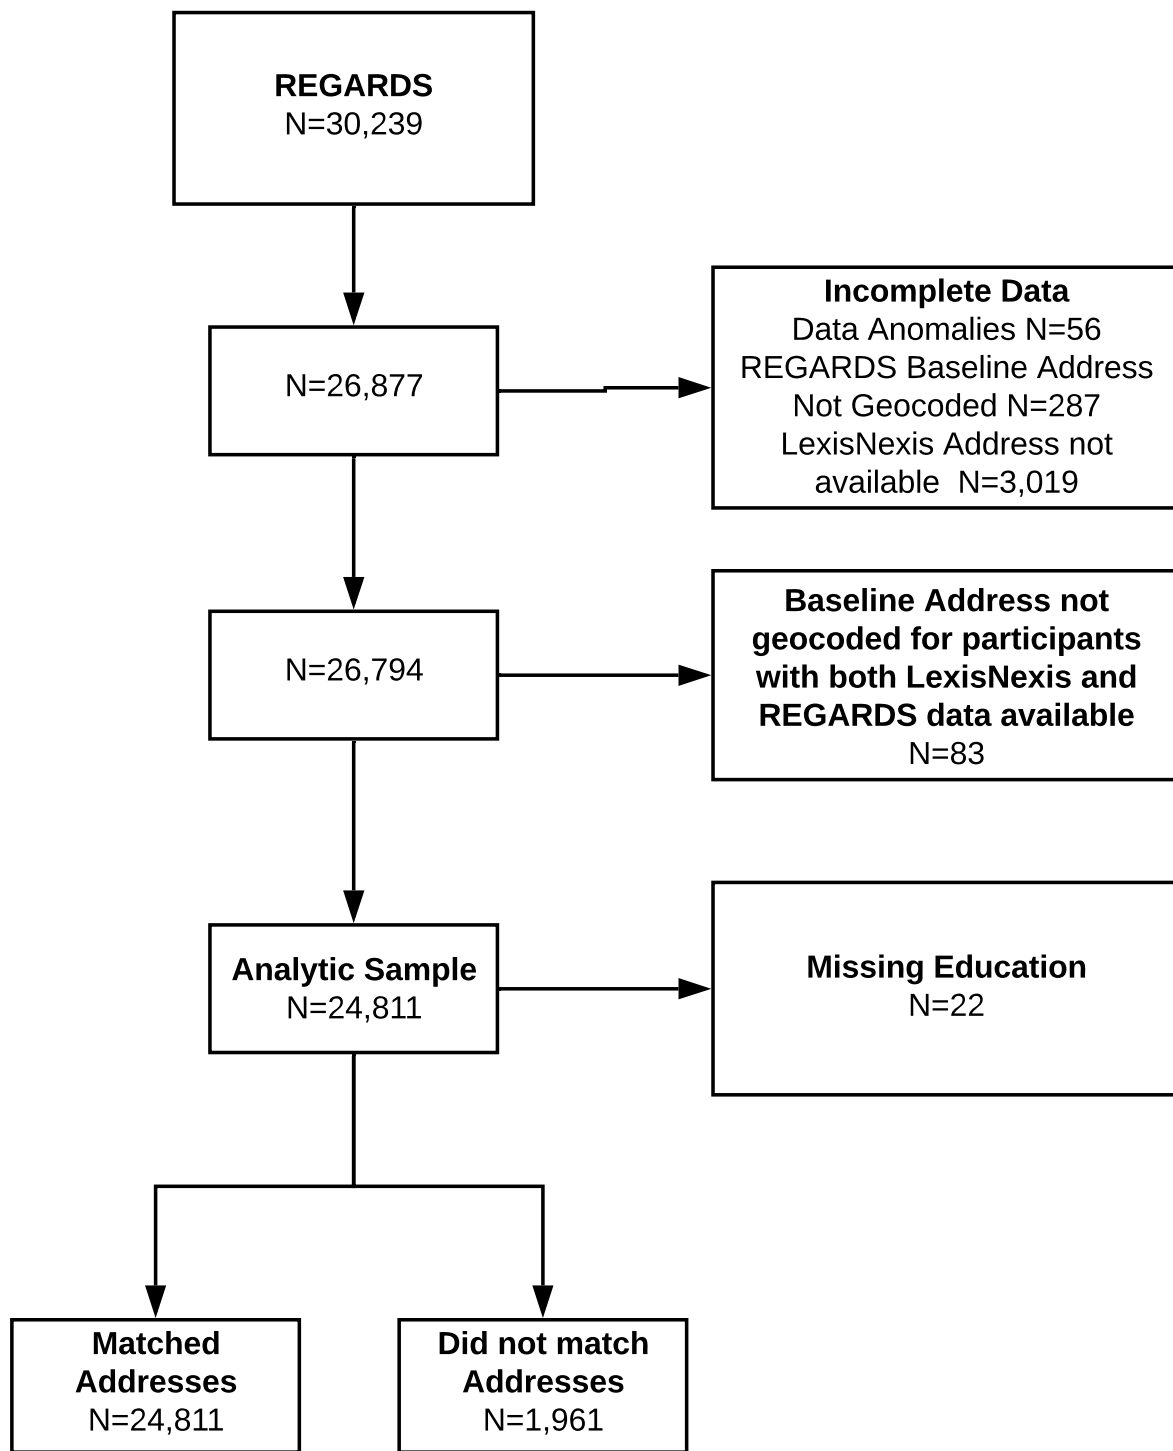 REGARDS
N=30,239
N=26,877
Incomplete Data
Data Anomalies N=56
REGARDS Baseline Address
Not Geocoded N=287
LexisNexis Address not
available  N=3,019
N=26,794
Baseline Address not
geocoded for participants
with both LexisNexis and
REGARDS data available
N=83
Analytic Sample
N=24,811
Missing Education
N=22
Matched
Addresses
N=24,811
Did not match
Addresses
N=1,961